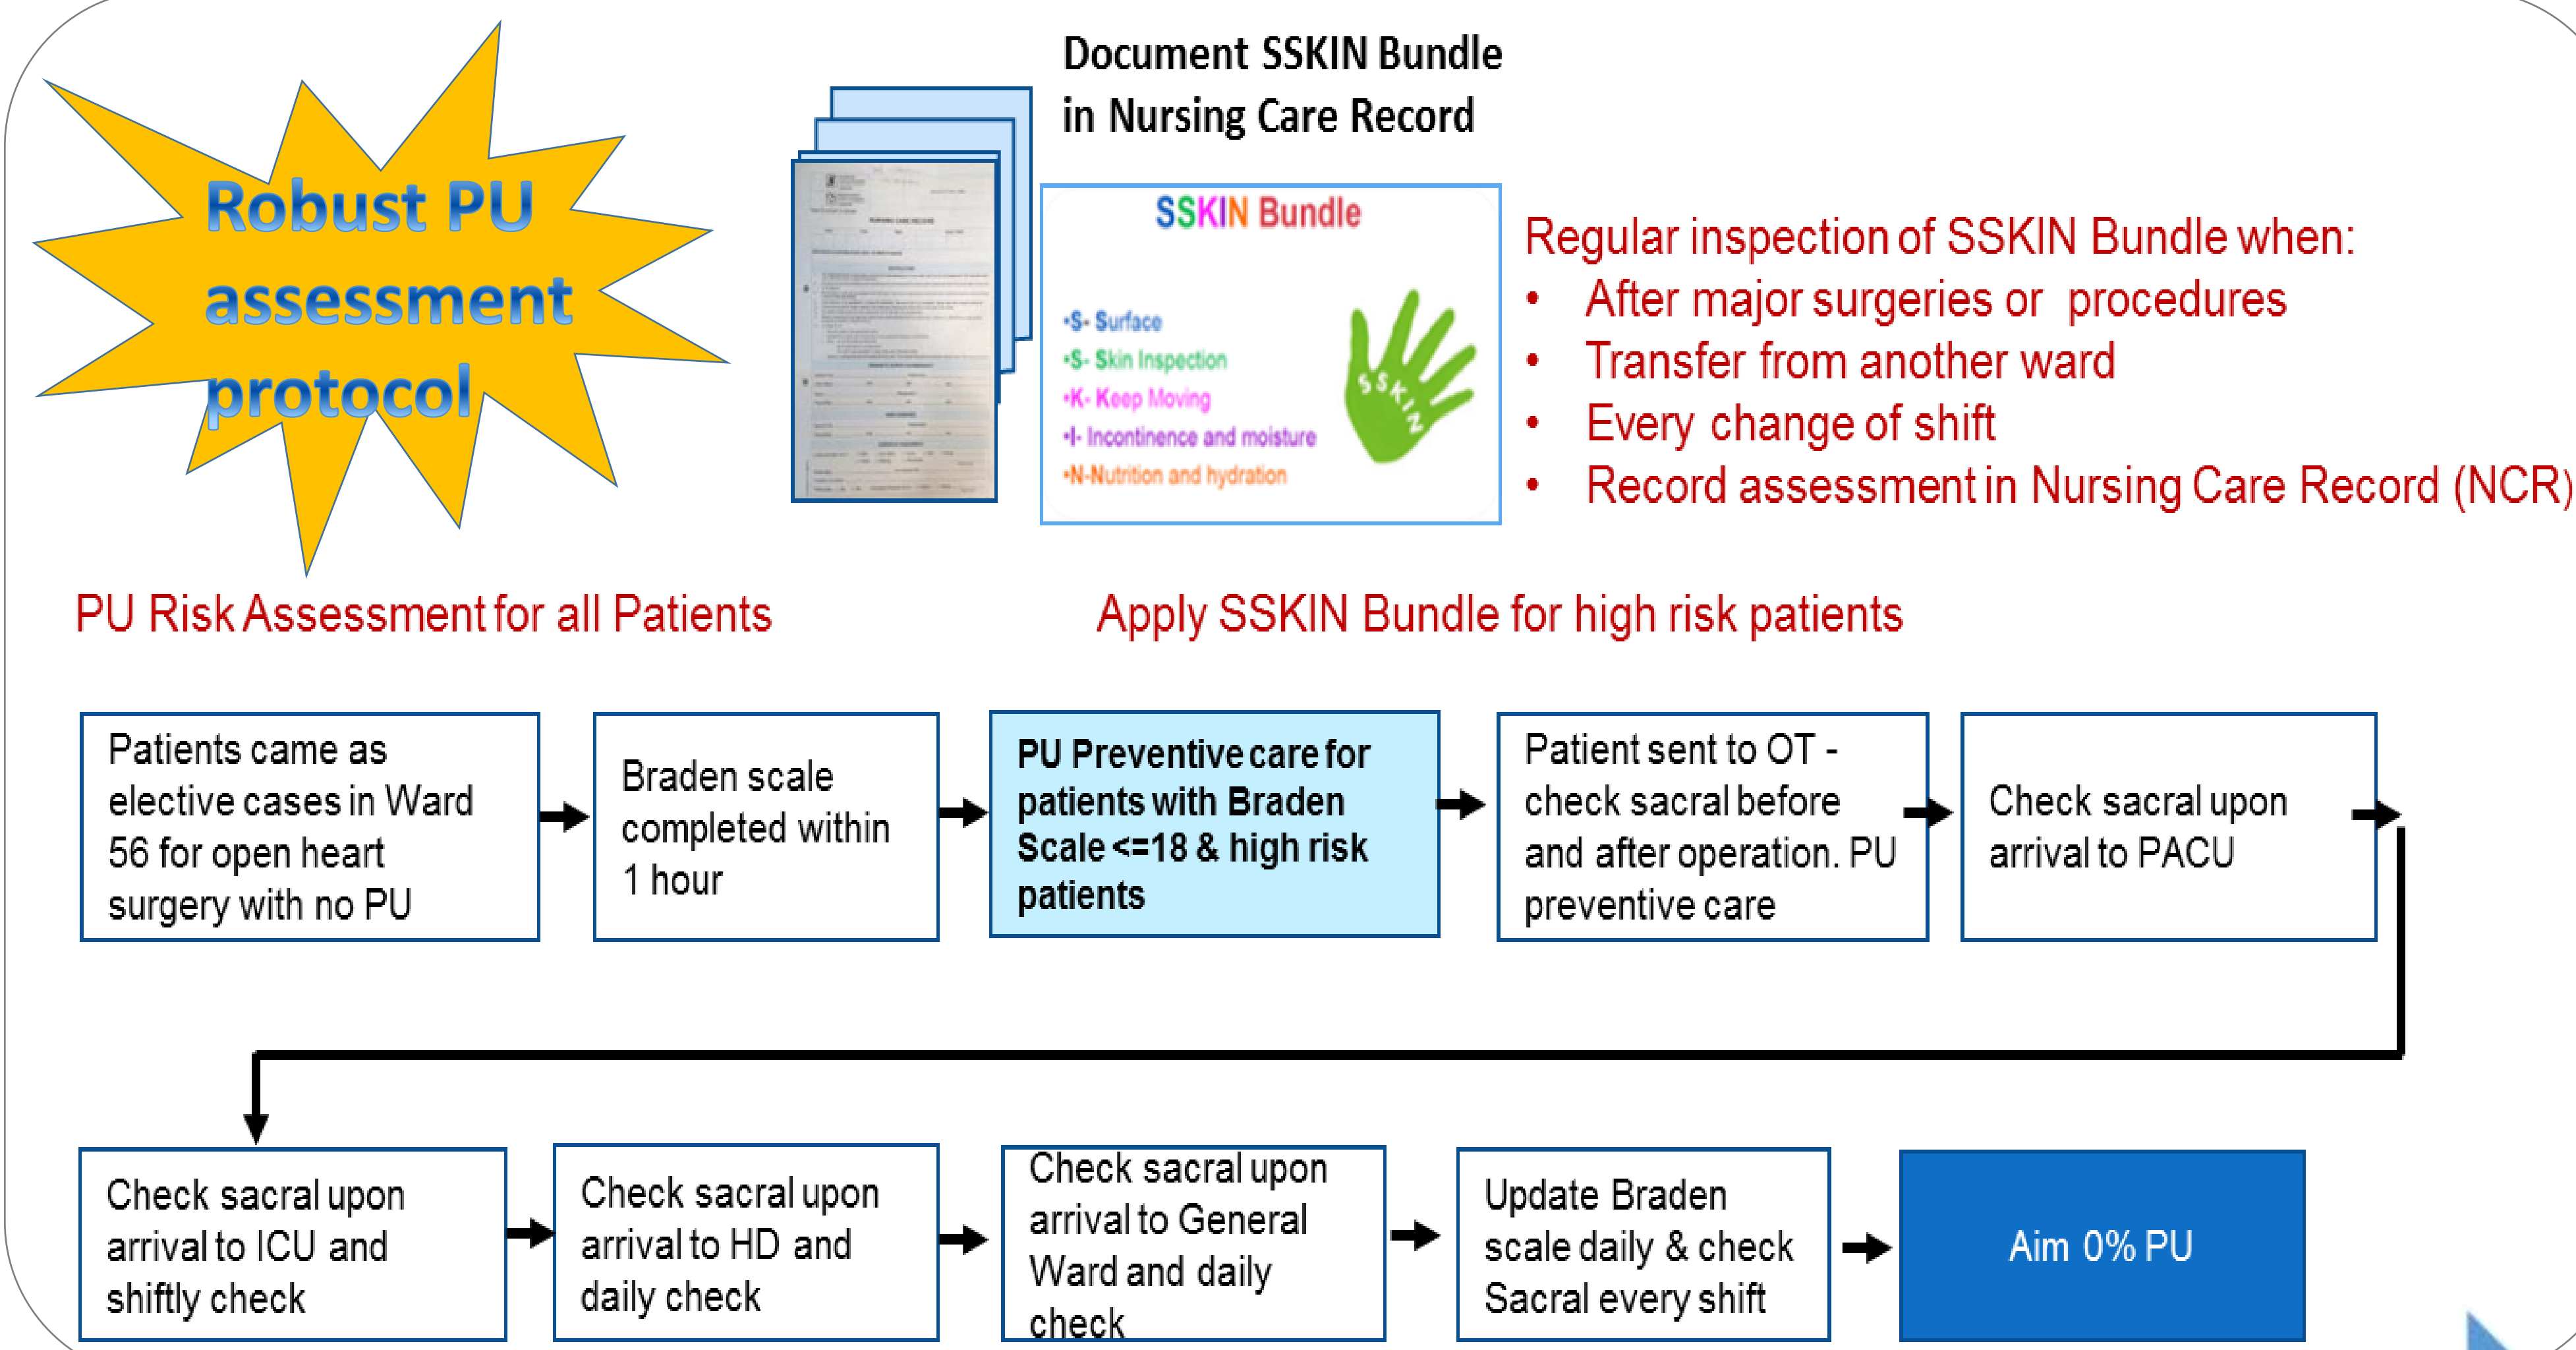 Robust PU
assessment
protocol
Document SSKIN Bundle
in Nursing Care Record
NURSING CARE RECORD
SSKIN Bundle
•S- Surface
•S- Skin Inspection
•K- Keep Moving
•I- Incontinence and moisture
•N-Nutrition and hydration
SSKIN
Regular inspection of SSKIN Bundle when:
• After major surgeries or procedures
• Transfer from another ward
• Every change of shift
• Record assessment in Nursing Care Record (NCR)
PU Risk Assessment for all Patients
Apply SSKIN Bundle for high risk patients
Patients came as
elective cases in Ward
56 for open heart
surgery with no PU
Braden scale
completed within
1 hour
PU Preventive care for
patients with Braden
Scale <=18 & high risk
patients
Patient sent to OT -
check sacral before
and after operation. PU
preventive care
Check sacral upon
arrival to PACU
Check sacral upon
arrival to ICU and
shiftly check
Check sacral upon
arrival to HD and
daily check
Check sacral upon
arrival to General
Ward and daily
check
Update Braden
scale daily & check
Sacral every shift
Aim 0% PU